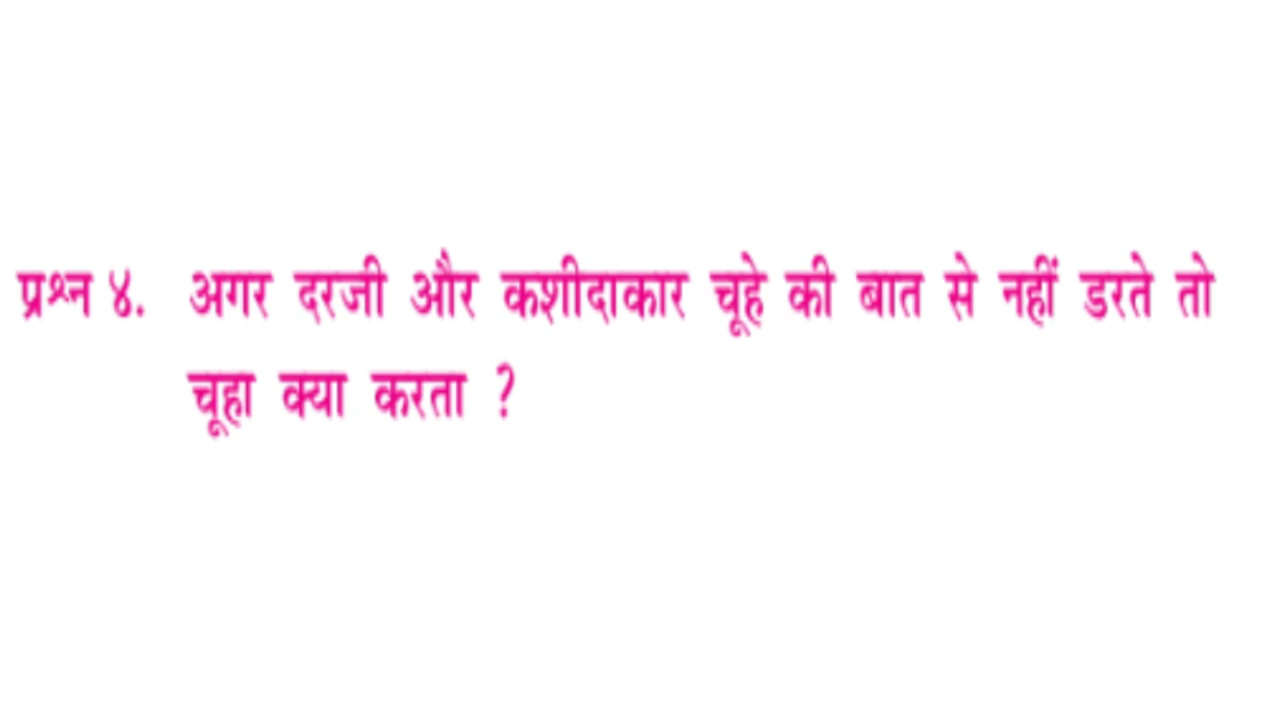 प्रश्न ४. अगर दरजी और कशीदाकार चूहे की बात से नहीं डरते तो
चूहा क्या करता ?